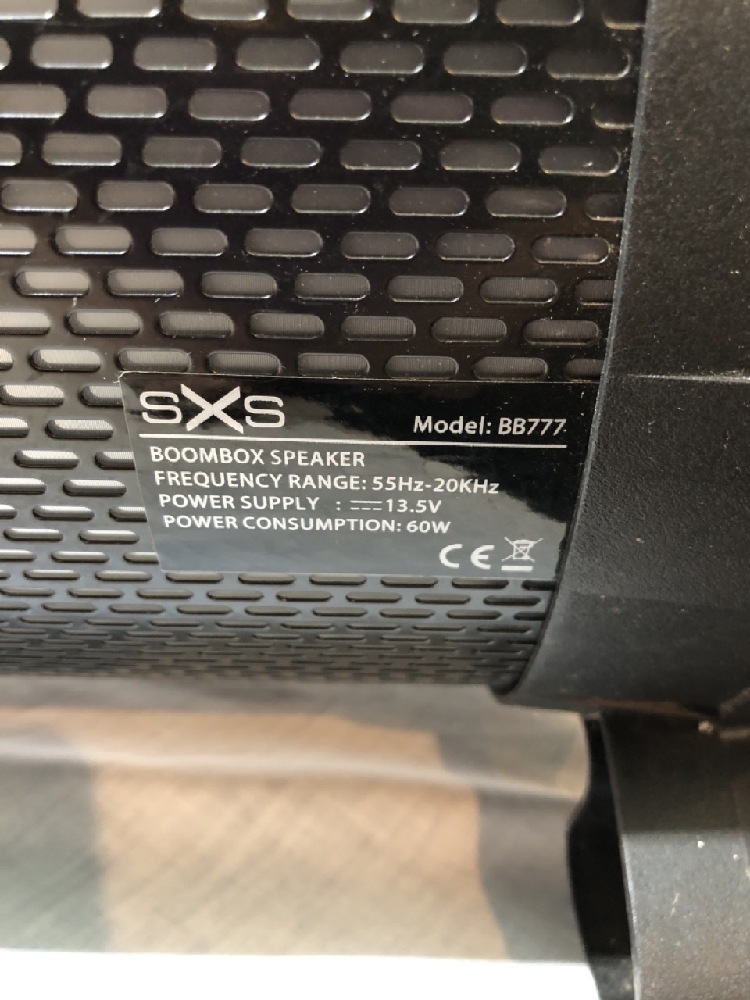 SXS
Model: BB777
BOOMBOX SPEAKER
FREQUENCY RANGE: 55Hz-20KHz
POWER SUPPLY : ⎓13.5V
POWER CONSUMPTION: 60W
CE